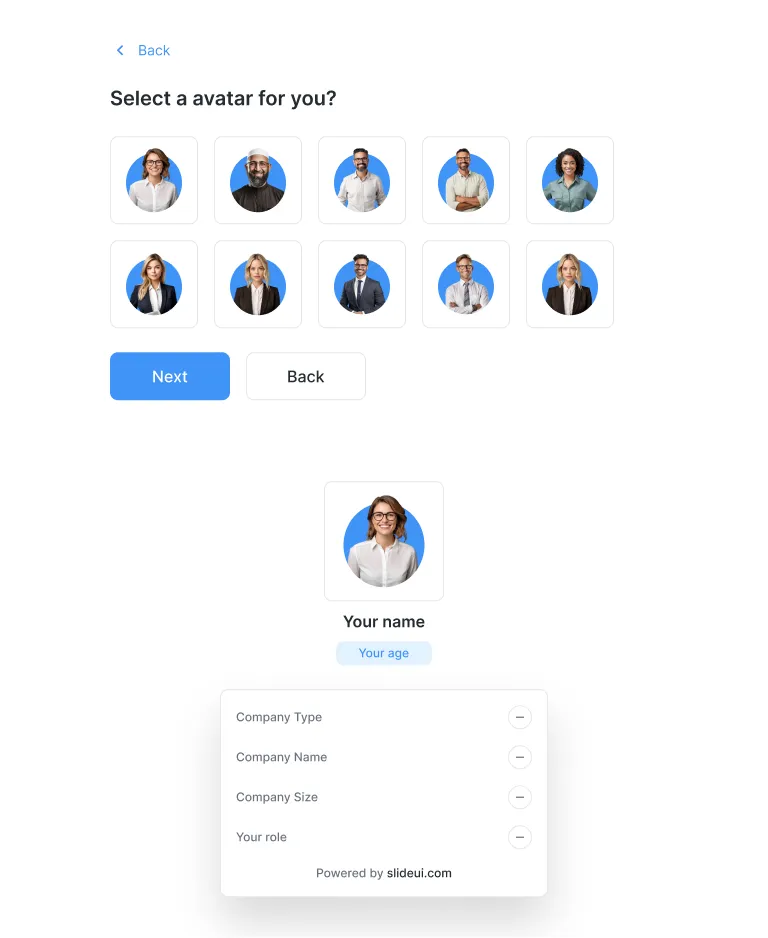 Back
Select a avatar for you?
Next Back
Your name
Your age
Company Type
Company Name
Company Size
Your role
Powered by slideui.com